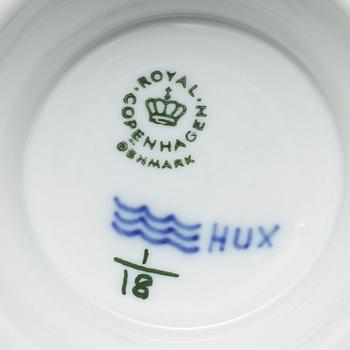 ROYAL
COPENHAGEN
DENMARK
HUX
1
18